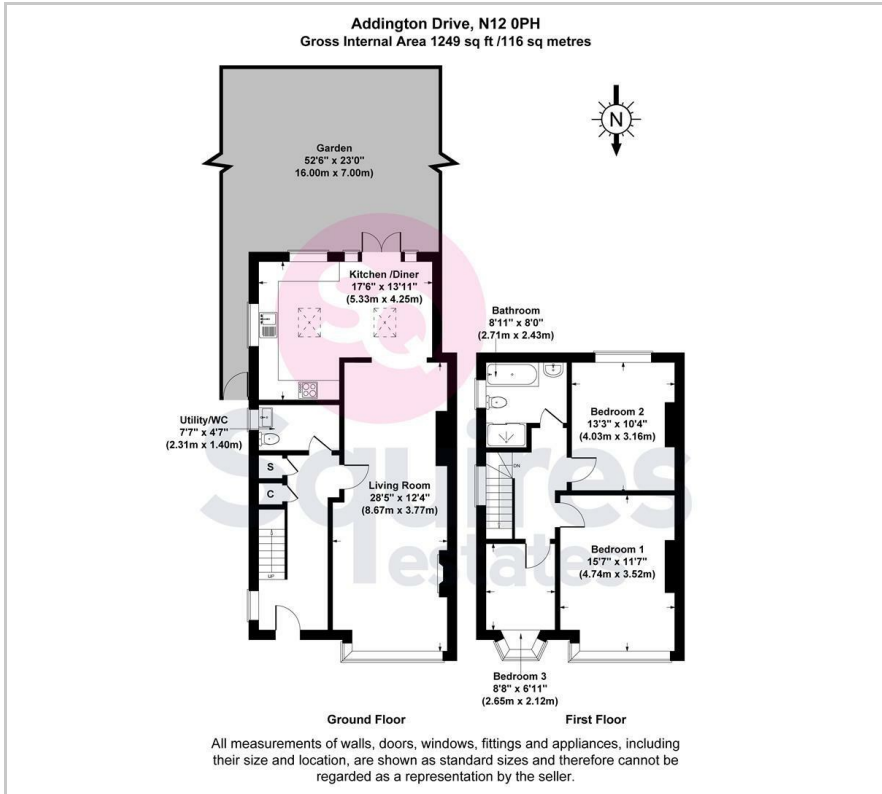 Addington Drive, N12 0PH
Gross Internal Area 1249 sq ft /116 sq metres
N
Garden
52'6" x 23'0"
16.00m x 7.00m)
Kitchen /Diner
17'6" x 13'11"
(5.33m x 4.25m)
Bathroom
8'11" x 8'0"
(2.71m x 2.43m)
Bedroom 2
13'3" x 10'4"
(4.03m x 3.16m)
Utility/WC
7'7" x 4'7"
(2.31m x 1.40m)
S
C
UP
DN
Living Room
28'5" x 12'4"
(8.67m x 3.77m)
Bedroom 1
15'7" x 11'7"
(4.74m x 3.52m)
Bedroom 3
8'8" x 6'11"
(2.65m x 2.12m)
SQ
Squires
estates
Ground Floor
First Floor
All measurements of walls, doors, windows, fittings and appliances, including
their size and location, are shown as standard sizes and therefore cannot be
regarded as a representation by the seller.